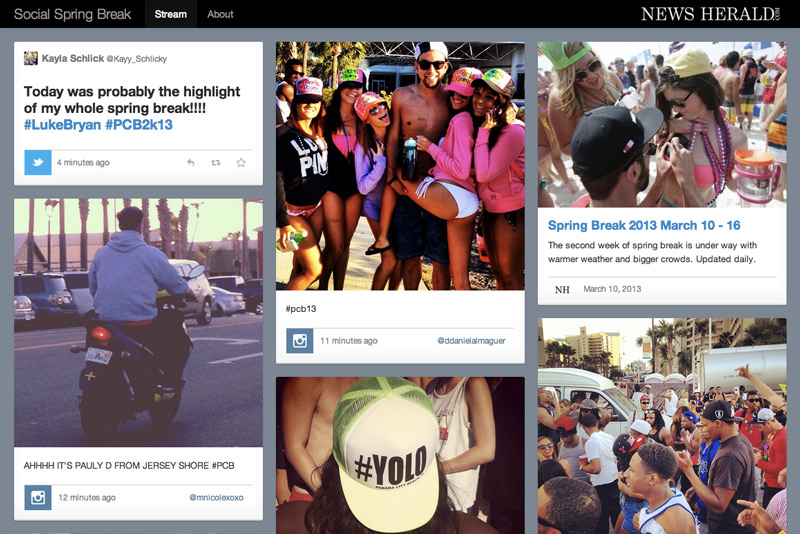 Social Spring Break
Stream
About
NEWS HERALD.COM
Kayla Schlick @Kayy_Schlicky
Today was probably the highlight
of my whole spring break!!!!
#LukeBryan #PCB2k13
4 minutes ago
AHHHH IT'S PAULY D FROM JERSEY SHORE #PCB
12 minutes ago
@mnicolexoxo
LOVE
PINK
#pcb13
11 minutes ago
@ddanielalmaguer
#YOLO
PANAMA CITY BEACH
Spring Break 2013 March 10 - 16
The second week of spring break is under way with
warmer weather and bigger crowds. Updated daily.
NH
March 10, 2013